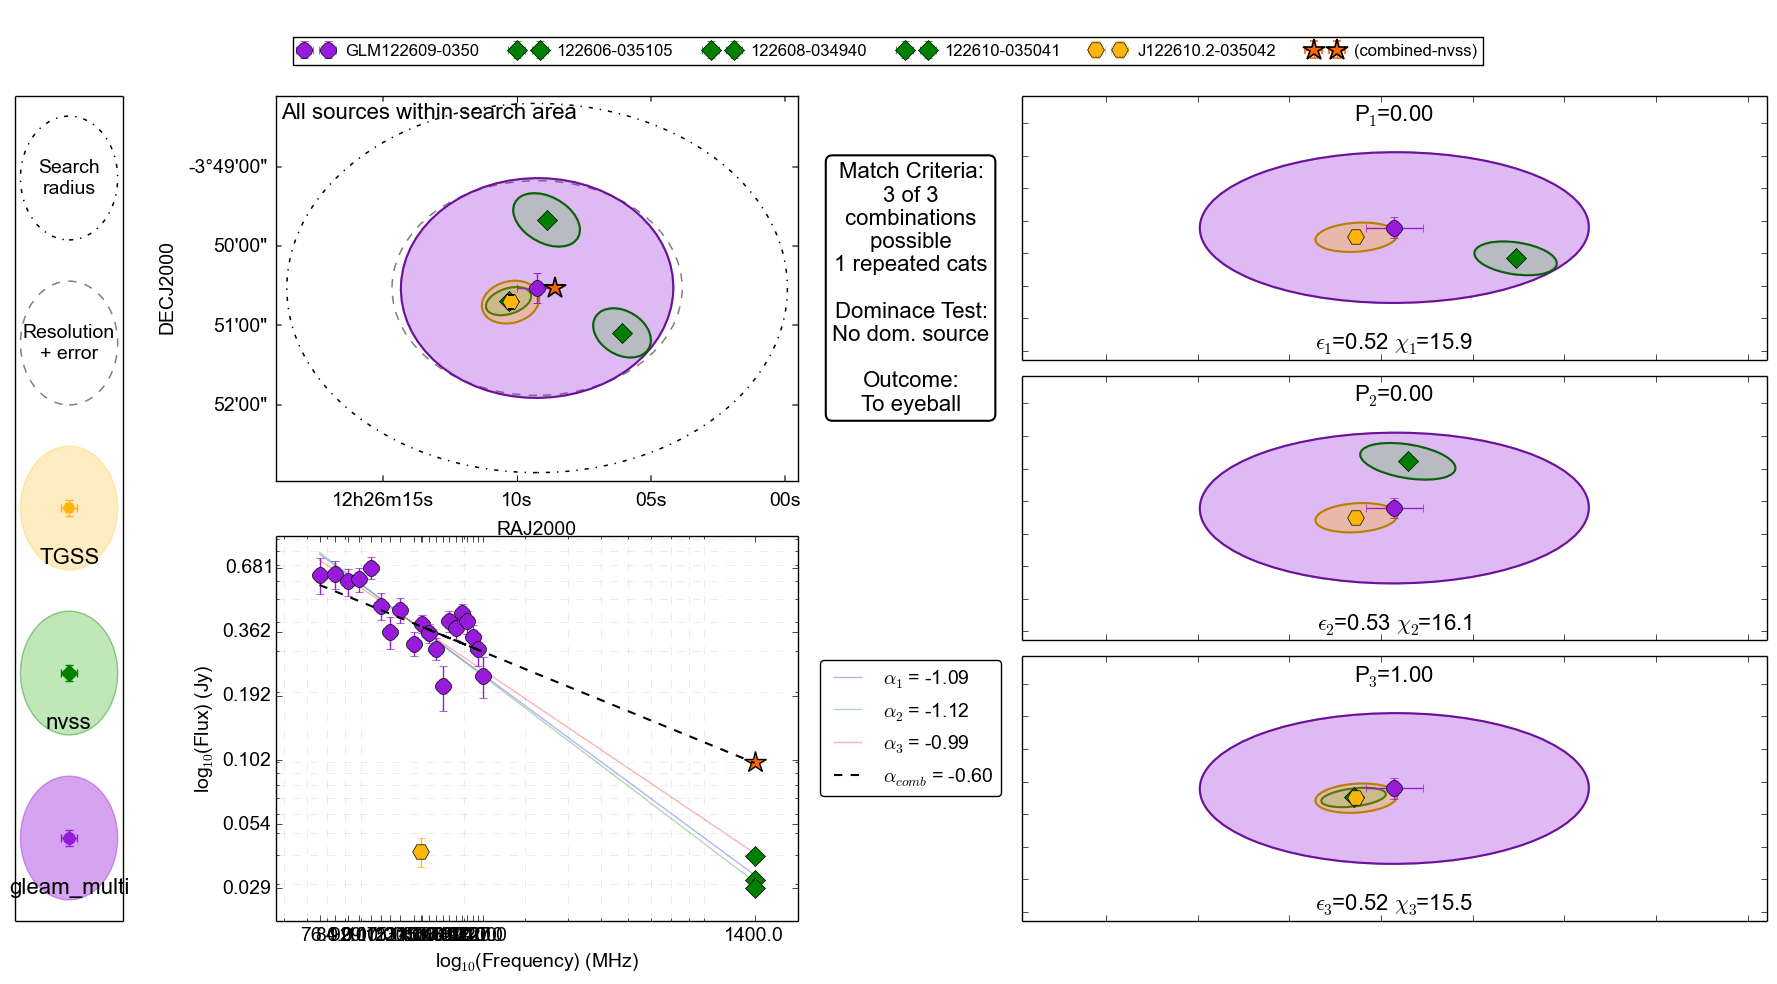 GLM122609-0350 122606-035105 122608-034940 122610-035041 J122610.2-035042 (combined-nvss)
Search
radius
Resolution
+ error
TGSS
nvss
gleam_multi
All sources within search area
DECJ2000
-3°49'00"
50'00"
51'00"
52'00"
12h26m15s 10s 05s 00s
RAJ2000
Match Criteria:
3 of 3
combinations
possible
1 repeated cats
Dominace Test:
No dom. source
Outcome:
To eyeball
log10(Flux) (Jy)
0.681
0.362
0.192
0.102
0.054
0.029
1400.0
log10(Frequency) (MHz)
α1 = -1.09
α2 = -1.12
α3 = -0.99
αcomb = -0.60
P1=0.00
ϵ1=0.52 χ1=15.9
P2=0.00
ϵ2=0.53 χ2=16.1
P3=1.00
ϵ3=0.52 χ3=15.5